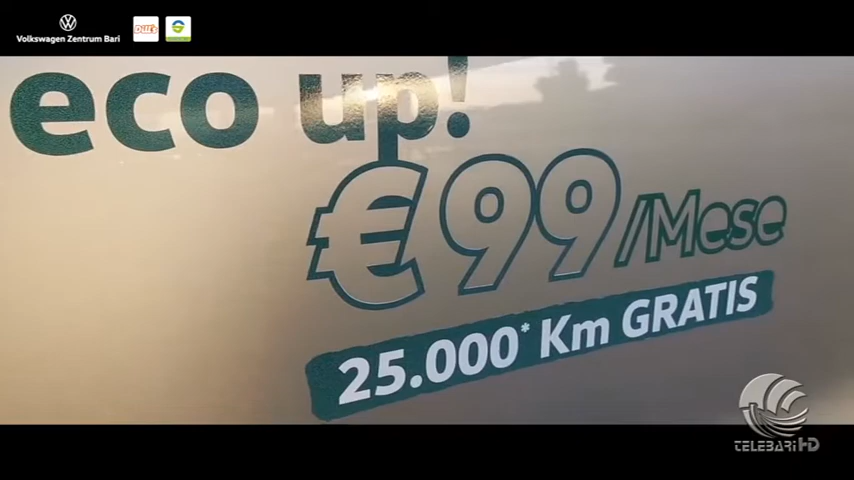 Volkswagen Zentrum Bari
eco up!
€99/Mese
25.000* Km GRATIS
TELEBARI HD